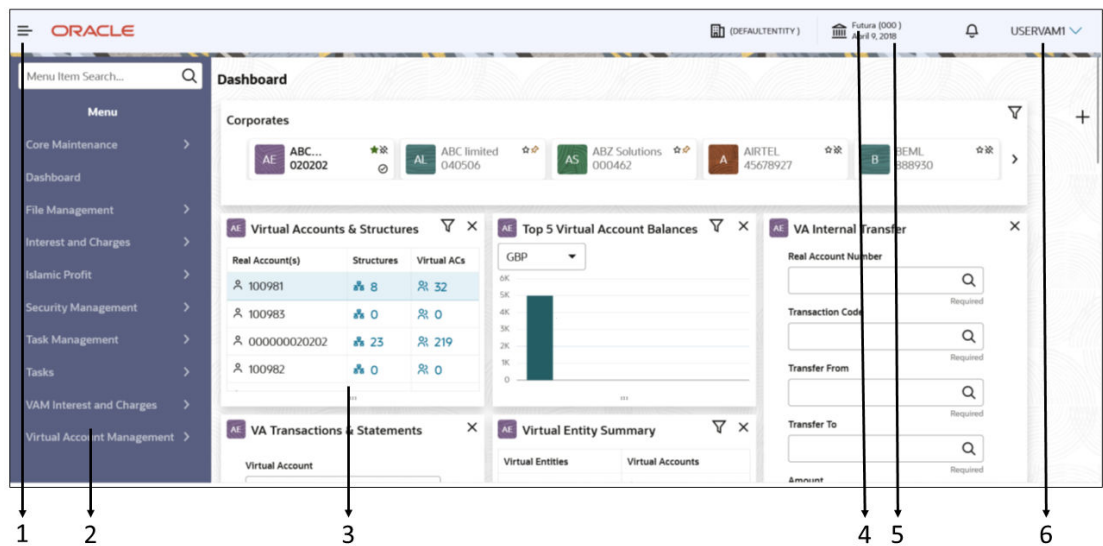 ORACLE
(DEFAULTENTITY)
Futura (000)
April 9, 2018
USERVAM1
Menu Item Search...
Menu
Core Maintenance
Dashboard
File Management
Interest and Charges
Islamic Profit
Security Management
Task Management
Tasks
VAM Interest and Charges
Virtual Account Management
Dashboard
Corporates
AE ABC...
020202
AL ABC limited
040506
AS ABZ Solutions
000462
A AIRTEL
45678927
B BEML
888930
AE Virtual Accounts & Structures
Real Account(s) Structures Virtual ACs
100981 8 32
100983 0 0
000000020202 23 219
100982 0 0
AE Top 5 Virtual Account Balances
GBP
6K
5K
4K
3K
2K
1K
0
AE VA Internal Transfer
Real Account Number
Required
Transaction Code
Required
Transfer From
Required
Transfer To
Required
Amount
AE VA Transactions & Statements
Virtual Account
AE Virtual Entity Summary
Virtual Entities Virtual Accounts
1 2 3 4 5 6